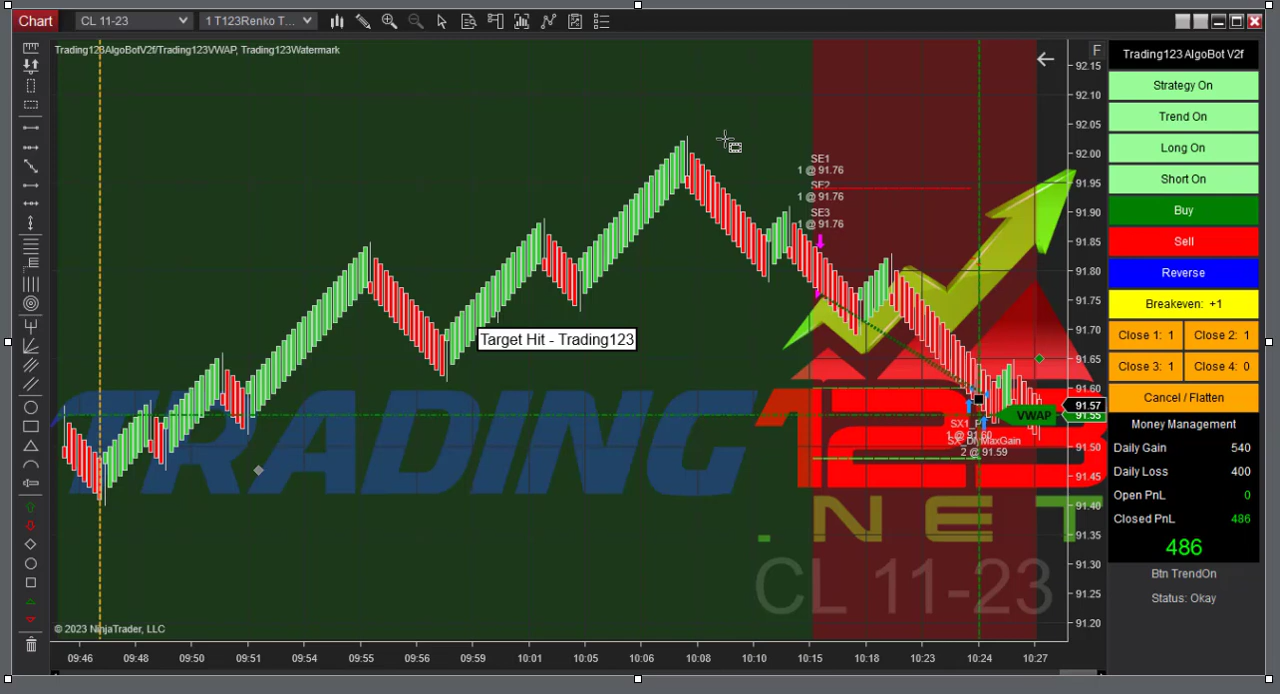 Chart CL 11-23 1 T123Renko T...
Trading123AlgoBotV2f/Trading123VWAP, Trading123Watermark
F
Trading123 AlgoBot V2f
Strategy On
Trend On
Long On
Short On
Buy
Sell
Reverse
Breakeven: +1
Close 1: 1 Close 2: 1
Close 3: 1 Close 4: 0
Cancel / Flatten
Money Management
Daily Gain 540
Daily Loss 400
Open PnL 0
Closed PnL 486
486
Btn TrendOn
Status: Okay
SE1
1 @ 91.76
SE2
1 @ 91.76
SE3
1 @ 91.76
Target Hit - Trading123
TRADING 123
.NET
CL 11-23
VWAP
1 @ 91.60
SX_DlyMaxGain
2 @ 91.59
92.15
92.10
92.05
92.00
91.95
91.90
91.85
91.80
91.75
91.70
91.65
91.60
91.57
91.55
91.50
91.45
91.40
91.35
91.30
91.25
91.20
© 2023 NinjaTrader, LLC
09:46 09:48 09:50 09:51 09:54 09:55 09:56 09:59 10:01 10:05 10:06 10:08 10:10 10:15 10:18 10:23 10:24 10:27